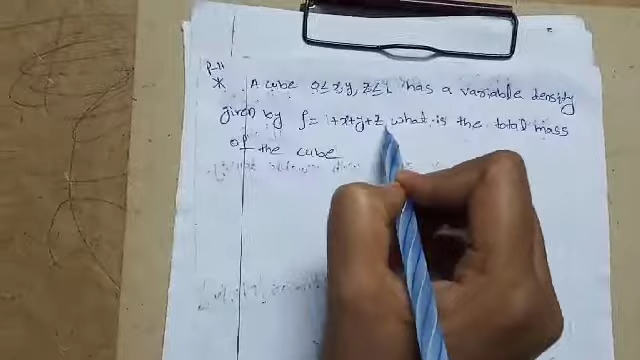 P-11
* A cube 0≤x,y,z≤1 has a variable density
given by ρ= 1+x+y+z what is the total mass
of the cube